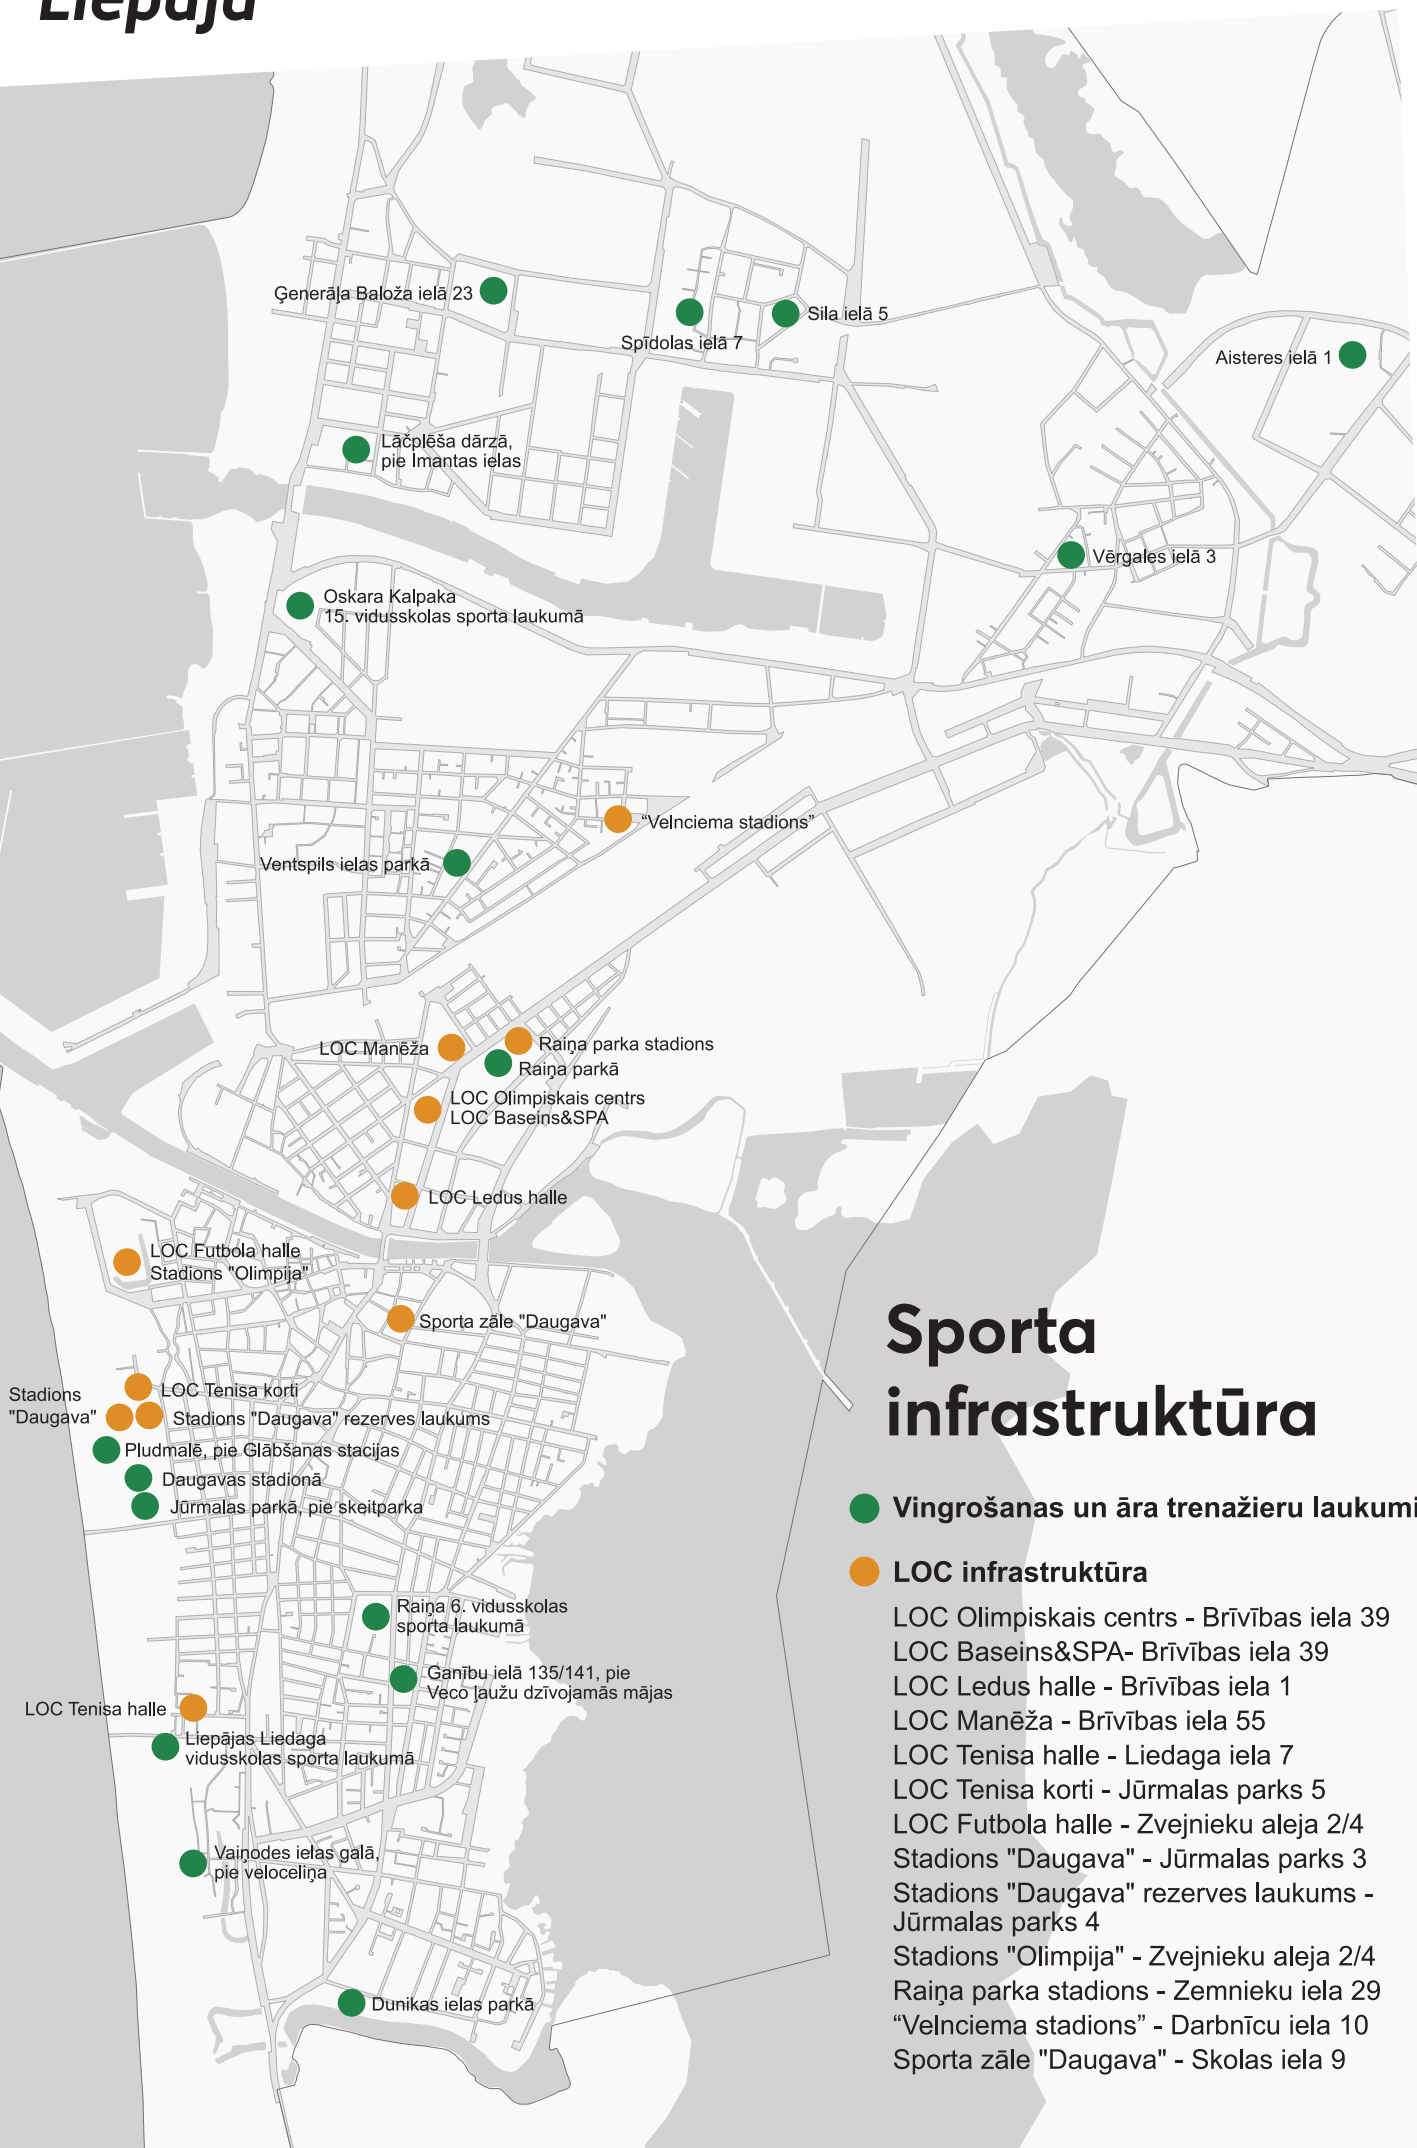 Liepāja
Ģenerāļa Baloža ielā 23
Spīdolas ielā 7
Sila ielā 5
Aisteres ielā 1
Lāčplēša dārzā,
pie Imantas ielas
Vērgales ielā 3
Oskara Kalpaka
15. vidusskolas sporta laukumā
“Velnciema stadions”
Ventspils ielas parkā
LOC Manēža
Raiņa parka stadions
Raiņa parkā
LOC Olimpiskais centrs
LOC Baseins&SPA
LOC Ledus halle
LOC Futbola halle
Stadions "Olimpija"
Sporta zāle "Daugava"
LOC Tenisa korti
Stadions
"Daugava"
Stadions "Daugava" rezerves laukums
Pludmalē, pie Glābšanas stacijas
Daugavas stadionā
Jūrmalas parkā, pie skeitparka
Raiņa 6. vidusskolas
sporta laukumā
Ganību ielā 135/141, pie
Veco ļaužu dzīvojamās mājas
LOC Tenisa halle
Liepājas Liedaga
vidusskolas sporta laukumā
Vaiņodes ielas galā,
pie veloceliņa
Dunikas ielas parkā
Sporta
infrastruktūra
Vingrošanas un āra trenažieru laukumi
LOC infrastruktūra
LOC Olimpiskais centrs - Brīvības iela 39
LOC Baseins&SPA- Brīvības iela 39
LOC Ledus halle - Brīvības iela 1
LOC Manēža - Brīvības iela 55
LOC Tenisa halle - Liedaga iela 7
LOC Tenisa korti - Jūrmalas parks 5
LOC Futbola halle - Zvejnieku aleja 2/4
Stadions "Daugava" - Jūrmalas parks 3
Stadions "Daugava" rezerves laukums -
Jūrmalas parks 4
Stadions "Olimpija" - Zvejnieku aleja 2/4
Raiņa parka stadions - Zemnieku iela 29
“Velnciema stadions” - Darbnīcu iela 10
Sporta zāle "Daugava" - Skolas iela 9